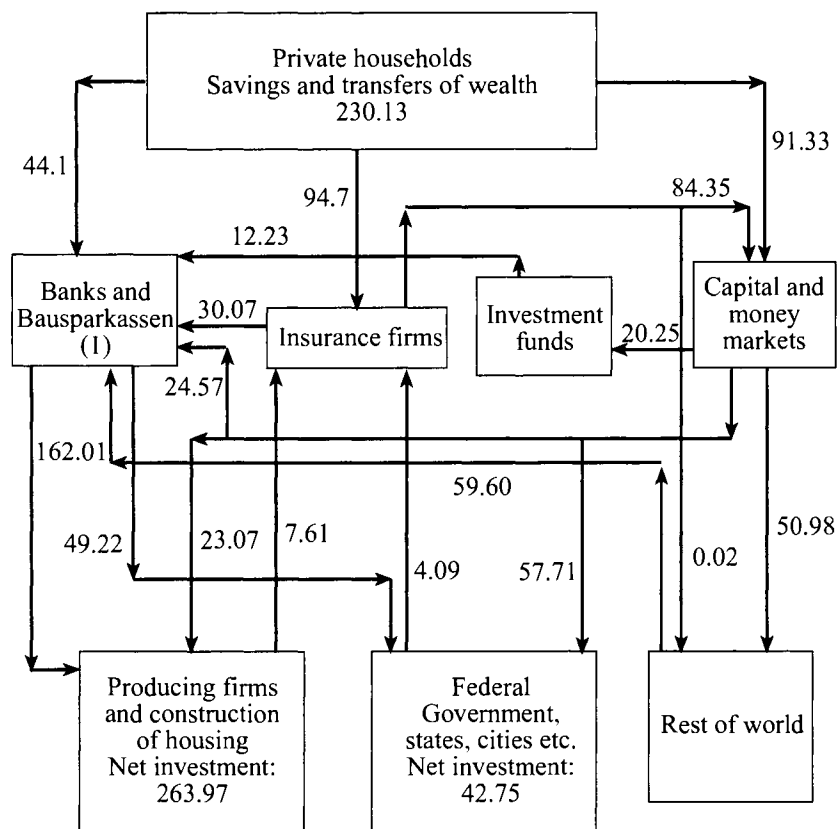 Private households
Savings and transfers of wealth
230.13
44.1
94.7
84.35
91.33
12.23
Banks and
Bausparkassen
(1)
30.07
Insurance firms
Investment
funds
20.25
Capital and
money
markets
24.57
162.01
59.60
49.22
23.07
7.61
4.09
57.71
0.02
50.98
Producing firms
and construction
of housing
Net investment:
263.97
Federal
Government,
states, cities etc.
Net investment:
42.75
Rest of world